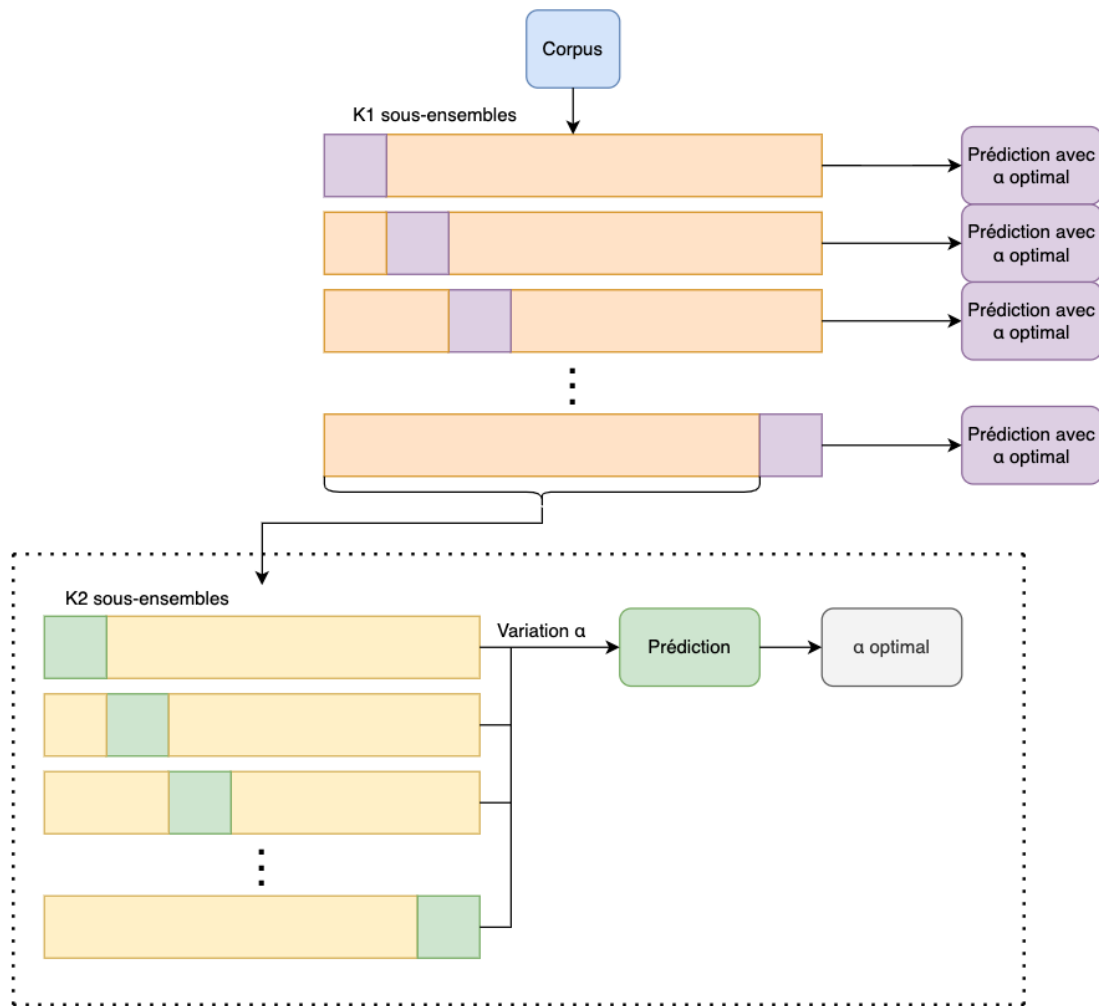 Corpus
K1 sous-ensembles
Prédiction avec
α optimal
Prédiction avec
α optimal
Prédiction avec
α optimal
Prédiction avec
α optimal
K2 sous-ensembles
Variation α
Prédiction
α optimal